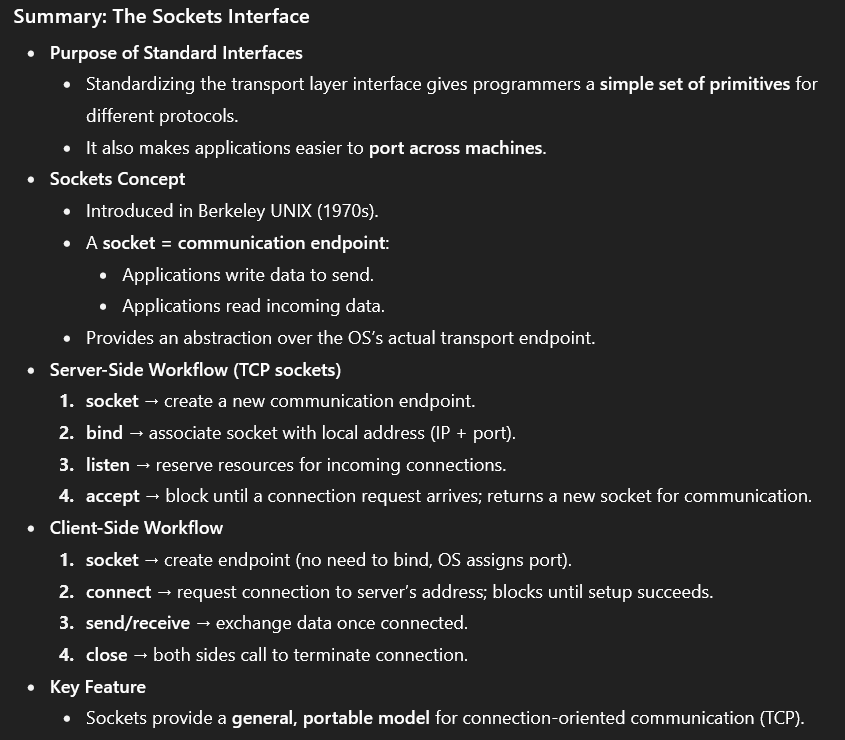 Summary: The Sockets Interface
• Purpose of Standard Interfaces
• Standardizing the transport layer interface gives programmers a simple set of primitives for
different protocols.
• It also makes applications easier to port across machines.
• Sockets Concept
• Introduced in Berkeley UNIX (1970s).
• A socket = communication endpoint:
• Applications write data to send.
• Applications read incoming data.
• Provides an abstraction over the OS’s actual transport endpoint.
• Server-Side Workflow (TCP sockets)
1. socket → create a new communication endpoint.
2. bind → associate socket with local address (IP + port).
3. listen → reserve resources for incoming connections.
4. accept → block until a connection request arrives; returns a new socket for communication.
• Client-Side Workflow
1. socket → create endpoint (no need to bind, OS assigns port).
2. connect → request connection to server’s address; blocks until setup succeeds.
3. send/receive → exchange data once connected.
4. close → both sides call to terminate connection.
• Key Feature
• Sockets provide a general, portable model for connection-oriented communication (TCP).